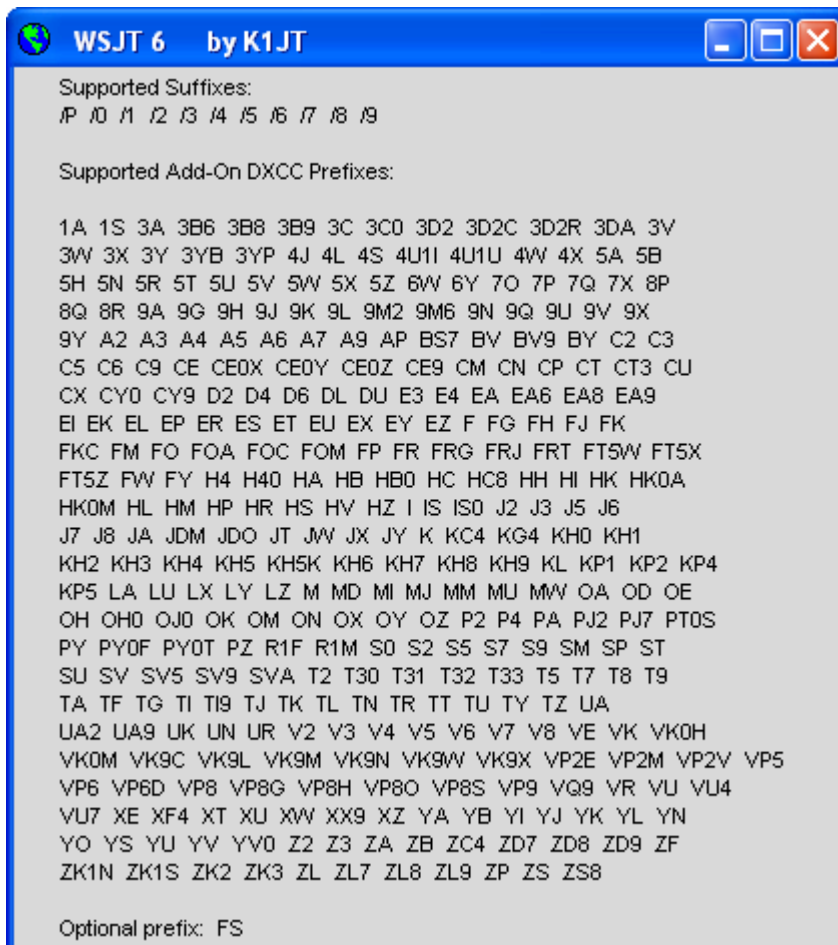 WSJT 6 by K1JT
Supported Suffixes:
/P /0 /1 /2 /3 /4 /5 /6 /7 /8 /9
Supported Add-On DXCC Prefixes:
1A 1S 3A 3B6 3B8 3B9 3C 3C0 3D2 3D2C 3D2R 3DA 3V
3W 3X 3Y 3YB 3YP 4J 4L 4S 4U1I 4U1U 4W 4X 5A 5B
5H 5N 5R 5T 5U 5V 5W 5X 5Z 6W 6Y 7O 7P 7Q 7X 8P
8Q 8R 9A 9G 9H 9J 9K 9L 9M2 9M6 9N 9Q 9U 9V 9X
9Y A2 A3 A4 A5 A6 A7 A9 AP BS7 BV BV9 BY C2 C3
C5 C6 C9 CE CE0X CE0Y CE0Z CE9 CM CN CP CT CT3 CU
CX CY0 CY9 D2 D4 D6 DL DU E3 E4 EA EA6 EA8 EA9
EI EK EL EP ER ES ET EU EX EY EZ F FG FH FJ FK
FKC FM FO FOA FOC FOM FP FR FRG FRJ FRT FT5W FT5X
FT5Z FW FY H4 H40 HA HB HB0 HC HC8 HH HI HK HK0A
HK0M HL HM HP HR HS HV HZ I IS IS0 J2 J3 J5 J6
J7 J8 JA JDM JDO JT JW JX JY K KC4 KG4 KH0 KH1
KH2 KH3 KH4 KH5 KH5K KH6 KH7 KH8 KH9 KL KP1 KP2 KP4
KP5 LA LU LX LY LZ M MD MI MJ MM MU MW OA OD OE
OH OH0 OJ0 OK OM ON OX OY OZ P2 P4 PA PJ2 PJ7 PT0S
PY PY0F PY0T PZ R1F R1M S0 S2 S5 S7 S9 SM SP ST
SU SV SV5 SV9 SVA T2 T30 T31 T32 T33 T5 T7 T8 T9
TA TF TG TI TI9 TJ TK TL TN TR TT TU TY TZ UA
UA2 UA9 UK UN UR V2 V3 V4 V5 V6 V7 V8 VE VK VK0H
VK0M VK9C VK9L VK9M VK9N VK9W VK9X VP2E VP2M VP2V VP5
VP6 VP6D VP8 VP8G VP8H VP8O VP8S VP9 VQ9 VR VU VU4
VU7 XE XF4 XT XU XW XX9 XZ YA YB YI YJ YK YL YN
YO YS YU YV YV0 Z2 Z3 ZA ZB ZC4 ZD7 ZD8 ZD9 ZF
ZK1N ZK1S ZK2 ZK3 ZL ZL7 ZL8 ZL9 ZP ZS ZS8
Optional prefix: FS